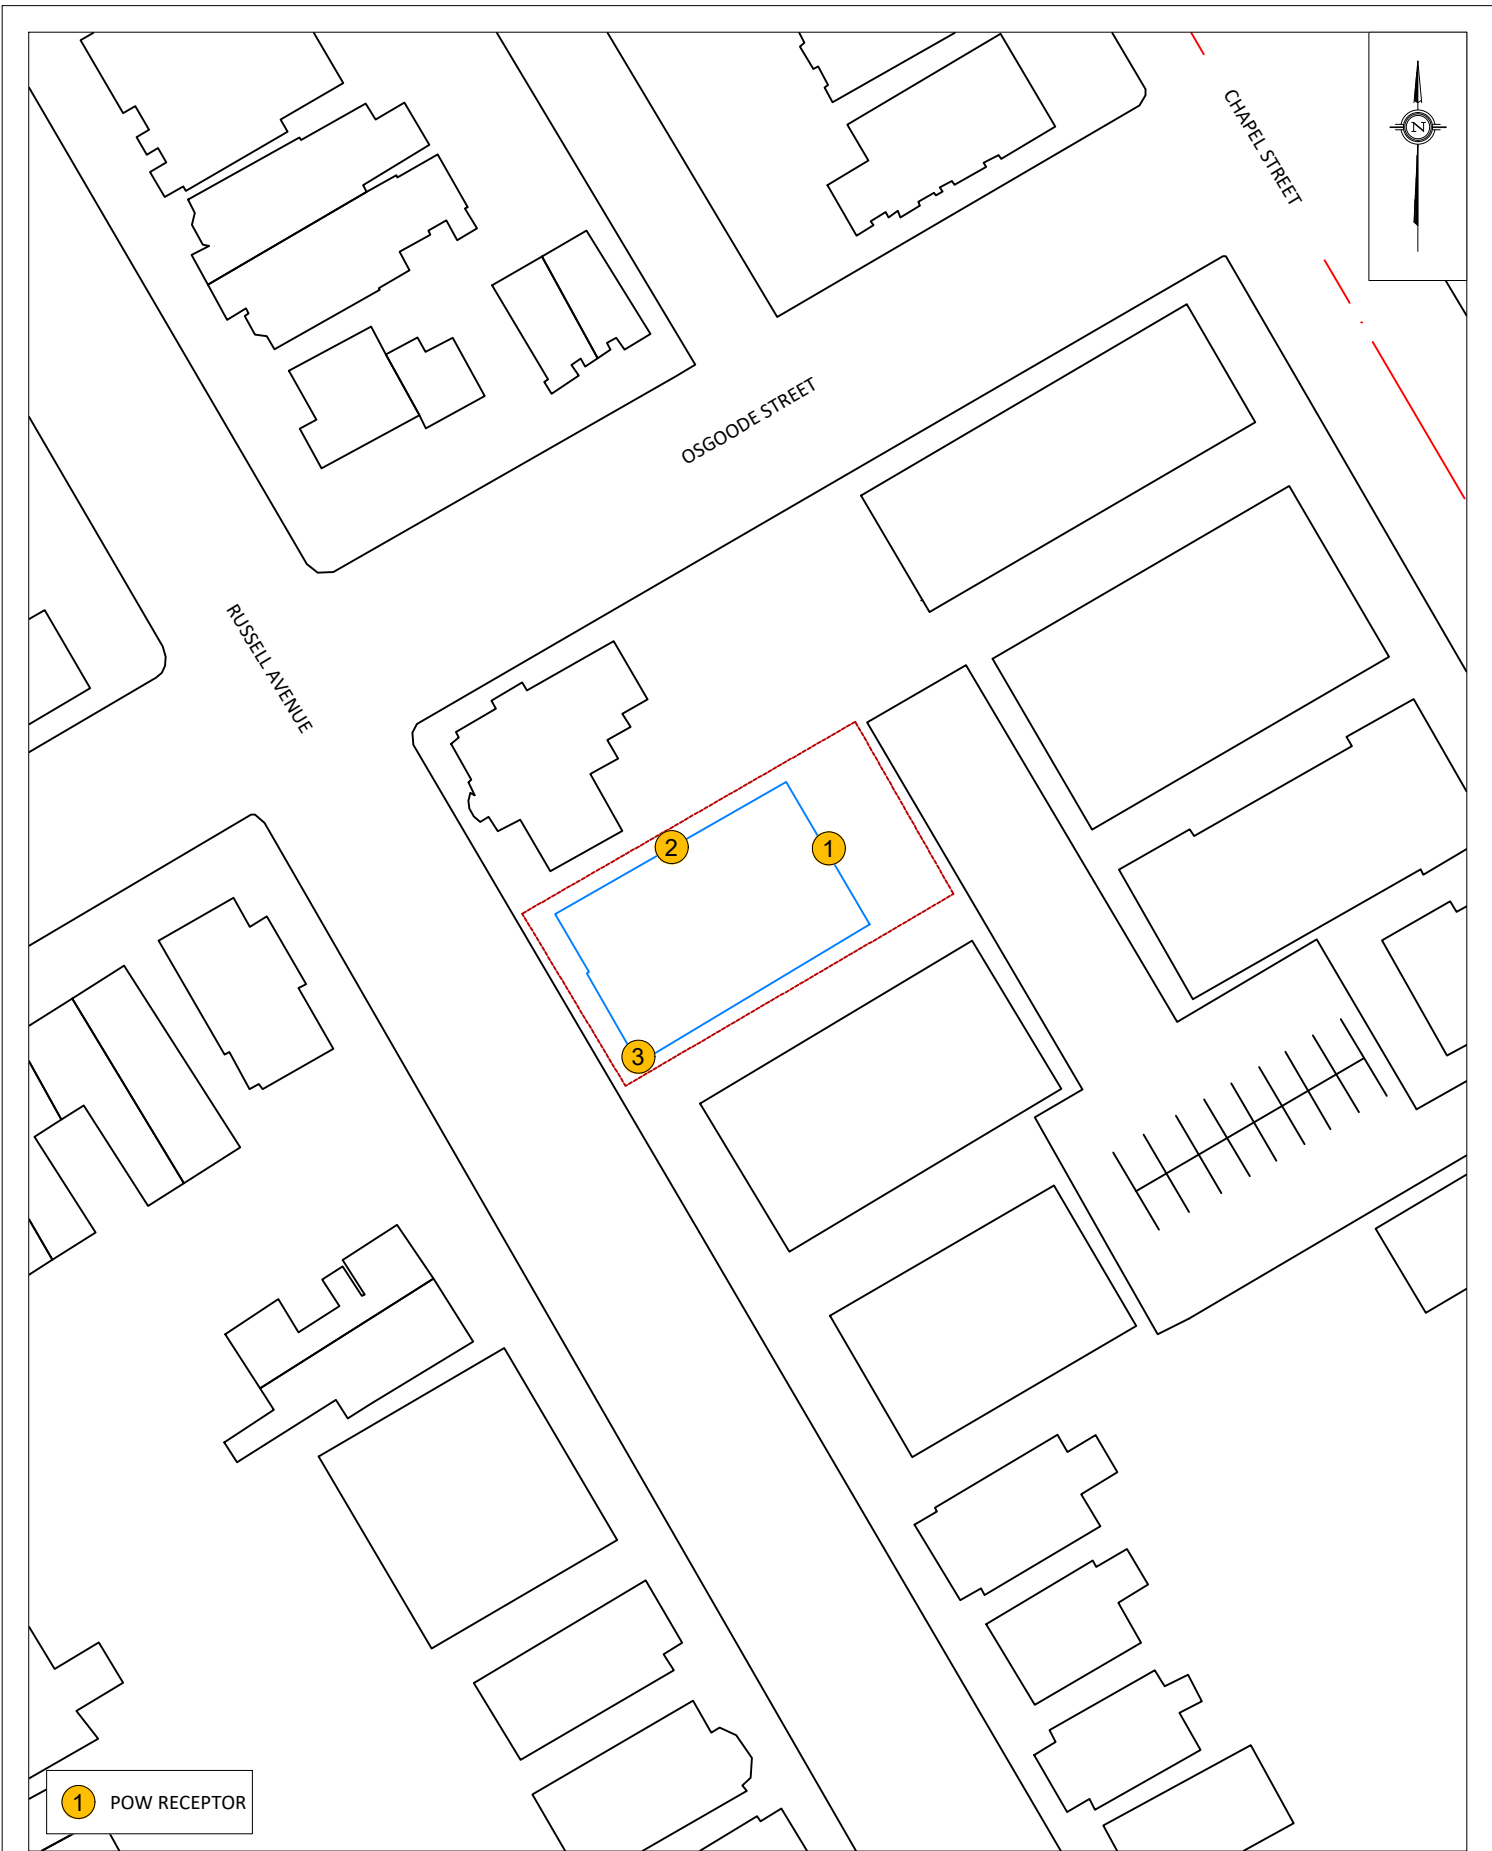 CHAPEL STREET
N
OSGOODE STREET
RUSSELL AVENUE
2
1
3
1 POW RECEPTOR